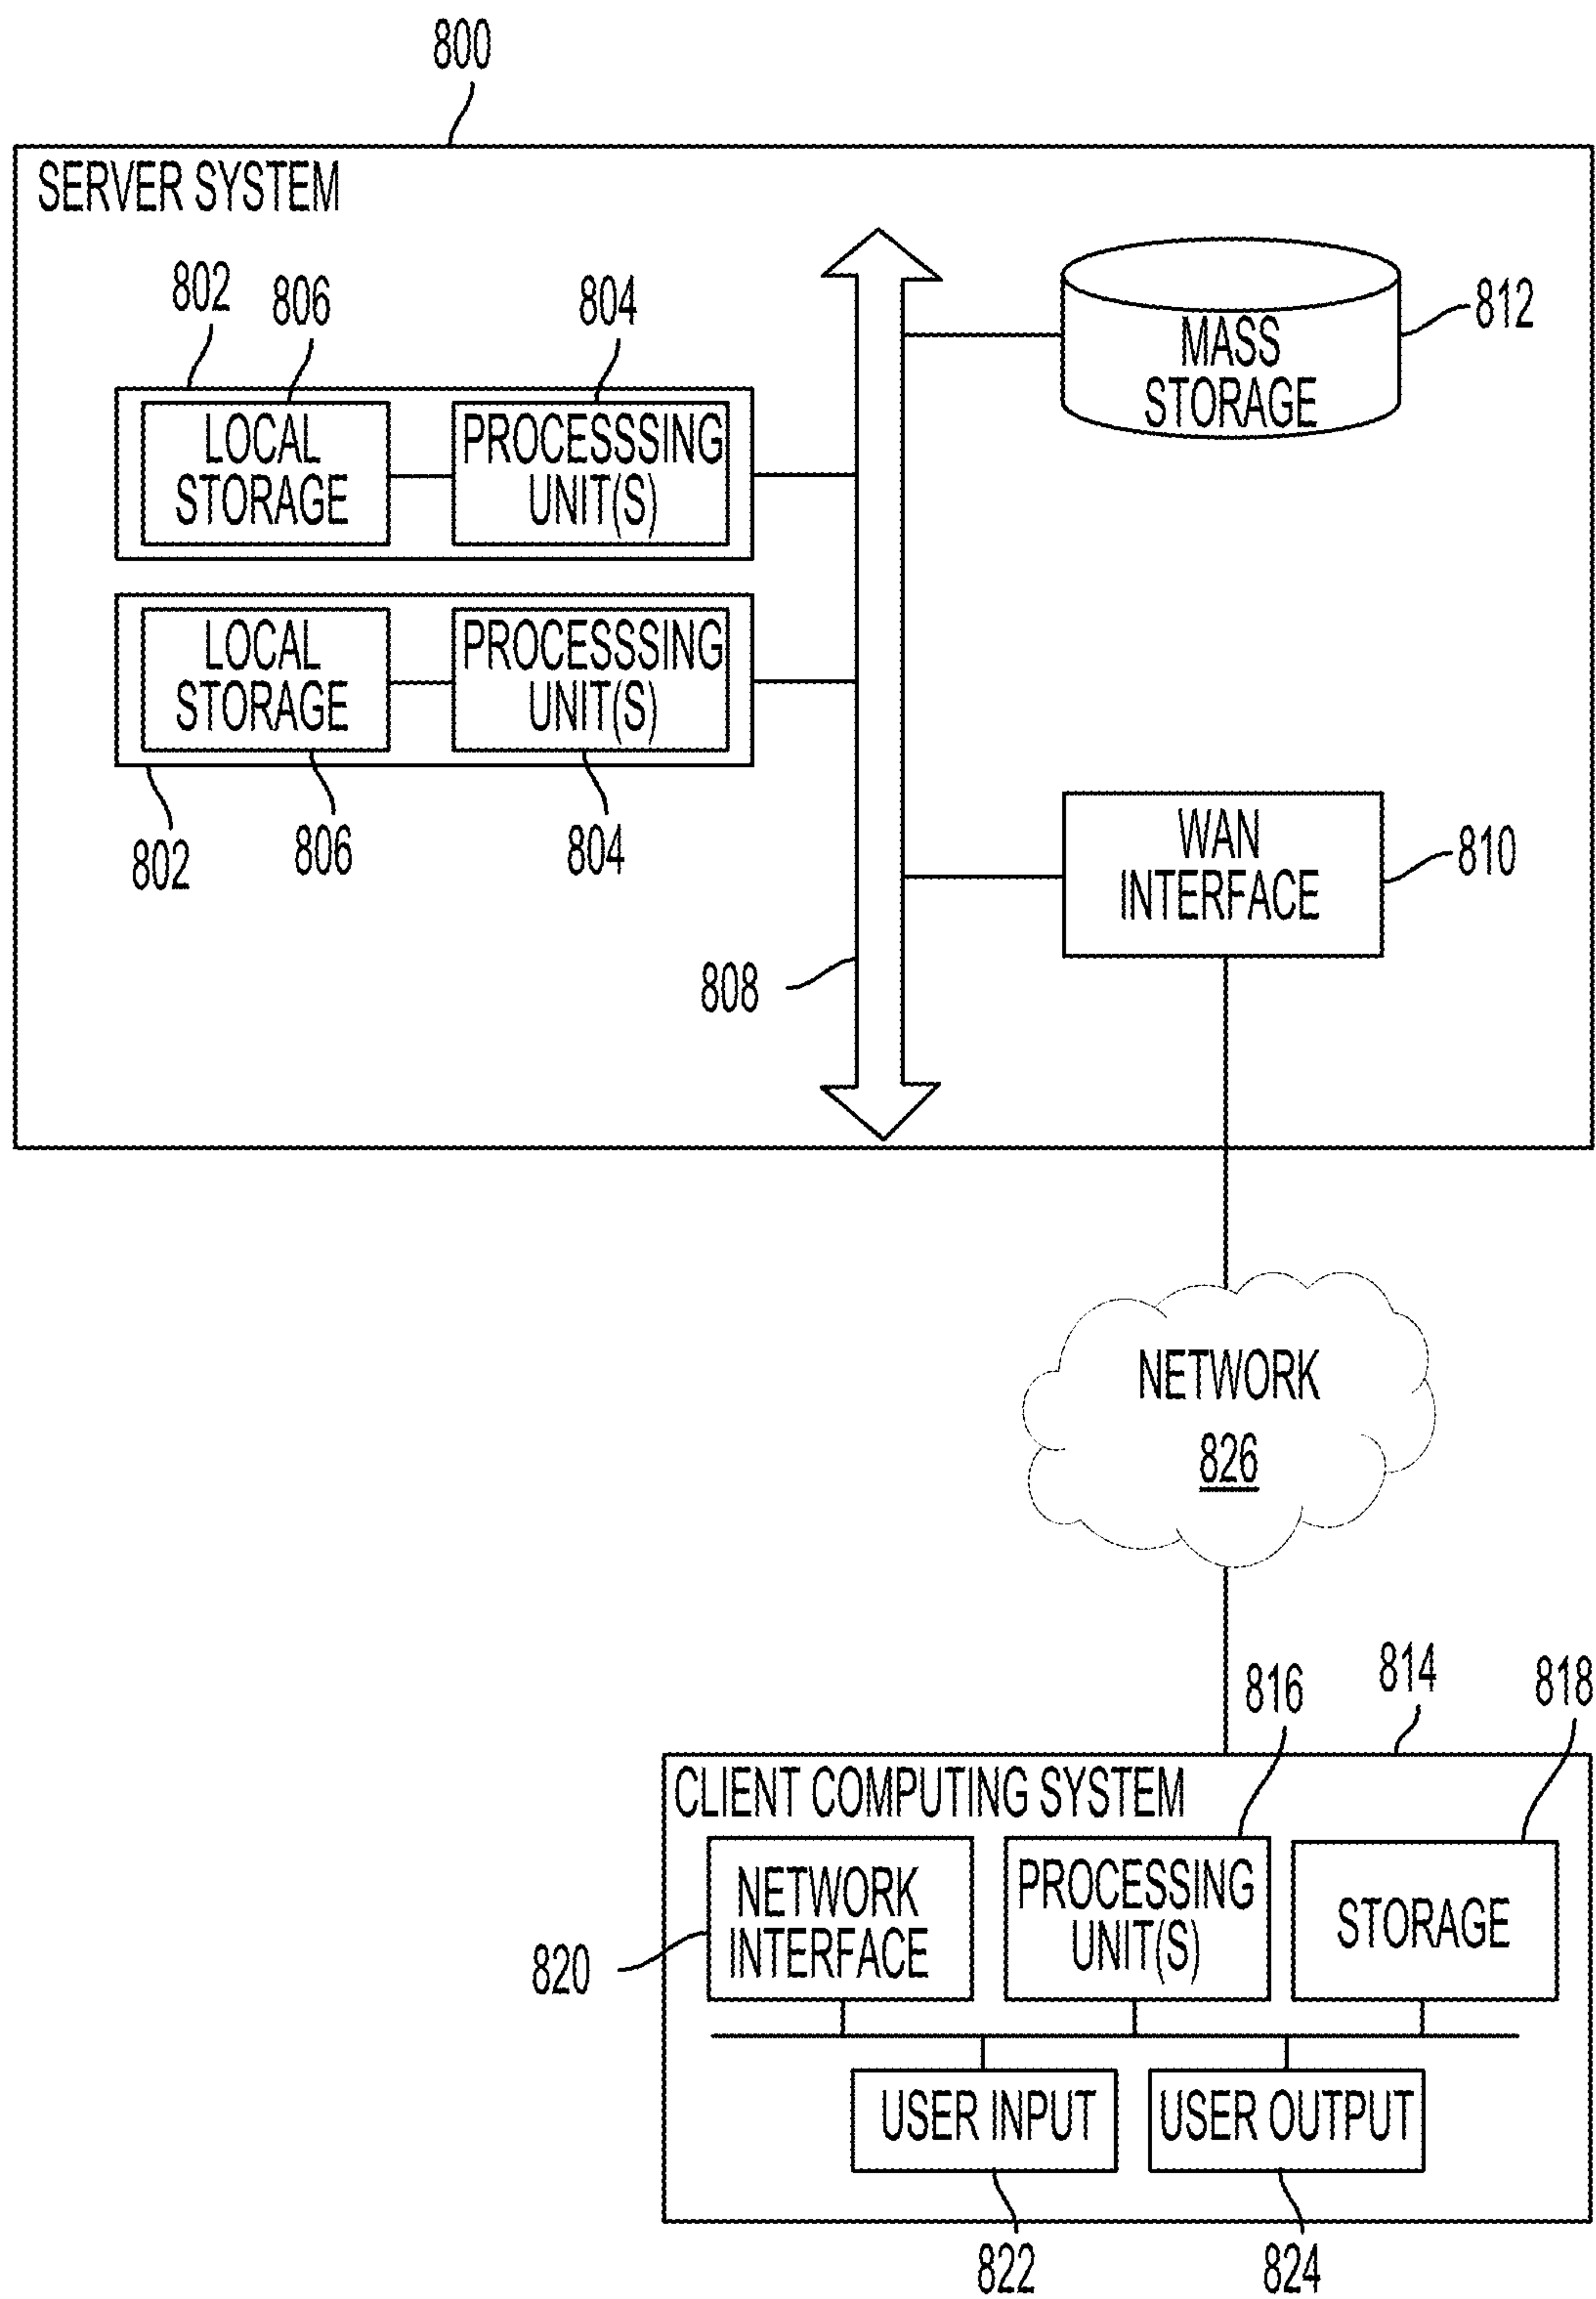 800
SERVER SYSTEM
802
806
804
812
LOCAL
STORAGE
PROCESSSING
UNIT(S)
MASS
STORAGE
LOCAL
STORAGE
PROCESSSING
UNIT(S)
802
806
804
WAN
INTERFACE
810
808
NETWORK
826
816
814
818
CLIENT COMPUTING SYSTEM
NETWORK
INTERFACE
PROCESSING
UNIT(S)
STORAGE
820
USER INPUT
USER OUTPUT
822
824